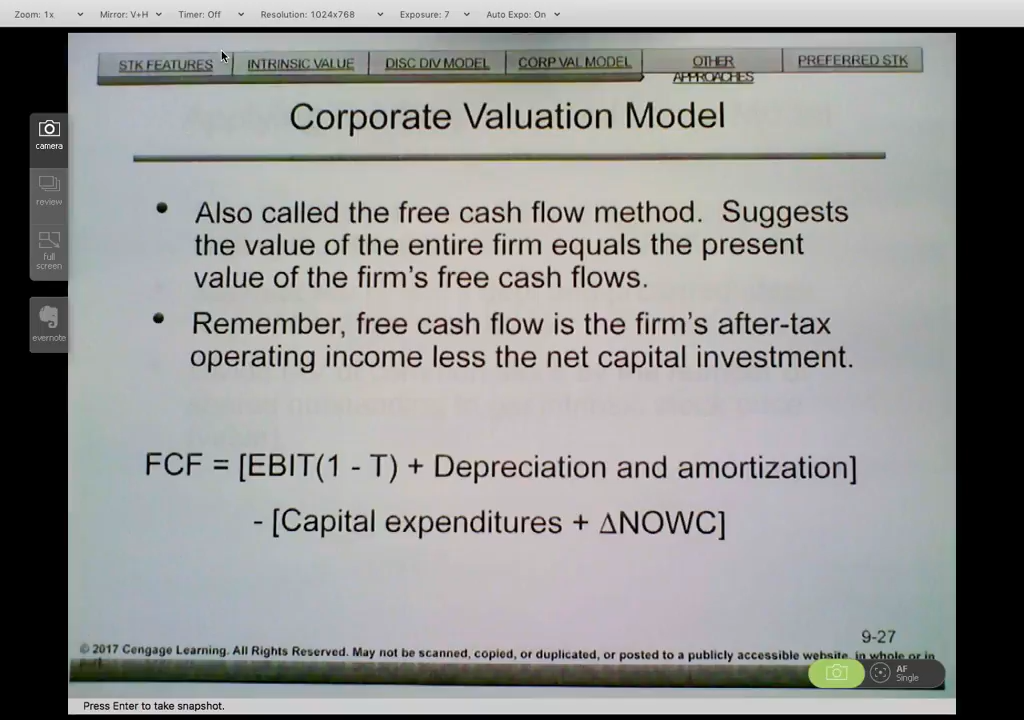 Zoom: 1x Mirror: V+H Timer: Off Resolution: 1024x768 Exposure: 7 Auto Expo: On
STK FEATURES INTRINSIC VALUE DISC DIV MODEL CORP VAL MODEL OTHER APPROACHES PREFERRED STK
Corporate Valuation Model
camera
review
full
screen
evernote
• Also called the free cash flow method. Suggests
the value of the entire firm equals the present
value of the firm's free cash flows.
• Remember, free cash flow is the firm's after-tax
operating income less the net capital investment.
FCF = [EBIT(1 - T) + Depreciation and amortization]
- [Capital expenditures + ΔNOWC]
9-27
© 2017 Cengage Learning. All Rights Reserved. May not be scanned, copied, or duplicated, or posted to a publicly accessible website, in whole or in
AF
Single
Press Enter to take snapshot.